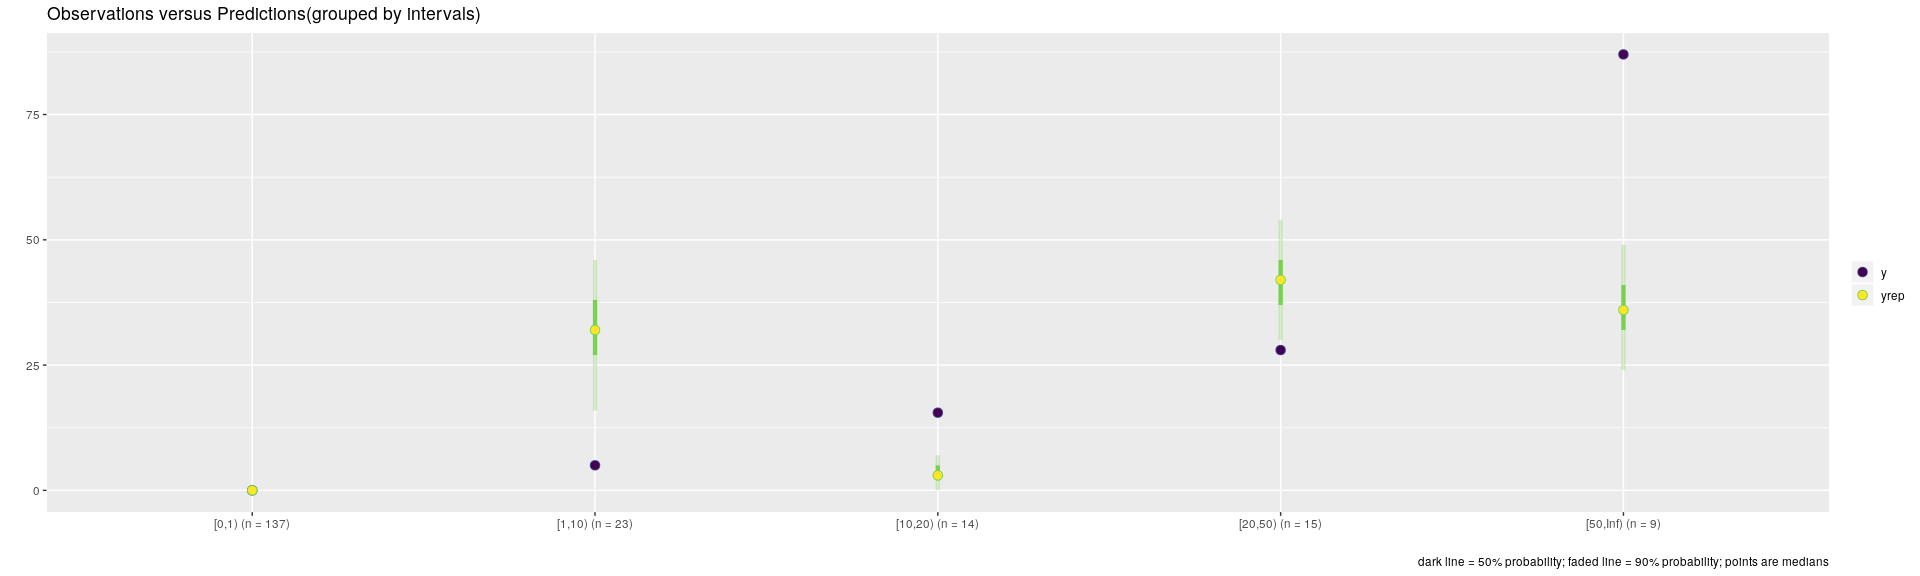 Observations versus Predictions(grouped by intervals)
75
50
25
0
[0,1) (n = 137)
[1,10) (n = 23)
[10,20) (n = 14)
[20,50) (n = 15)
[50,Inf) (n = 9)
y
yrep
dark line = 50% probability; faded line = 90% probability; points are medians